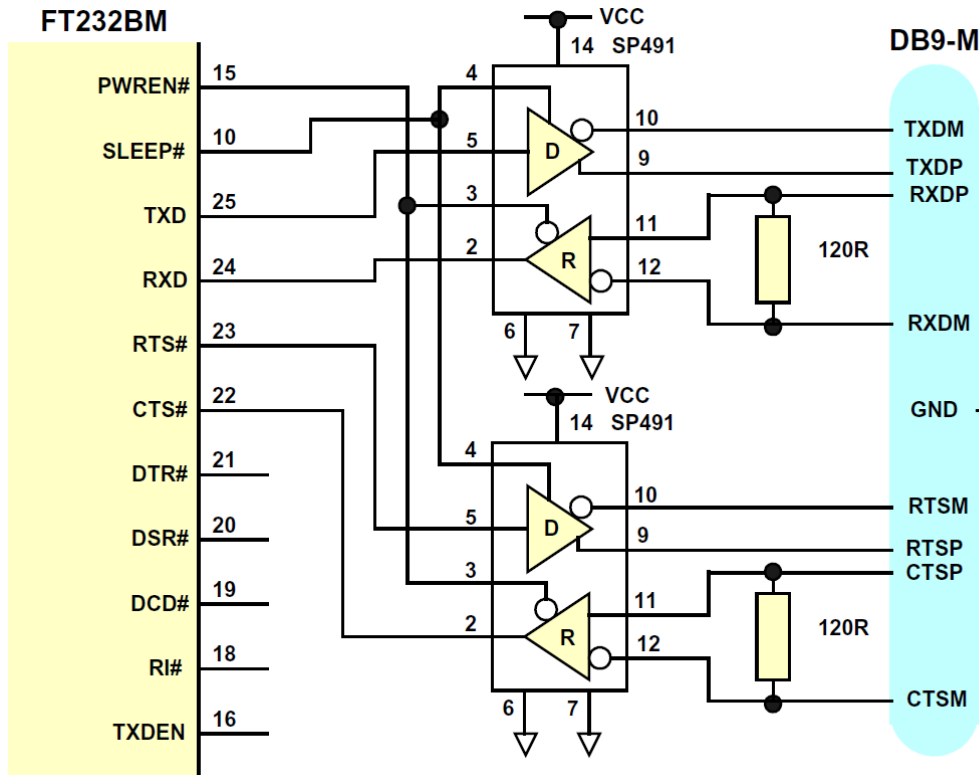 FT232BM
VCC
14 SP491
DB9-M
PWREN# 15
SLEEP# 10
TXD 25
RXD 24
RTS# 23
CTS# 22
DTR# 21
DSR# 20
DCD# 19
RI# 18
TXDEN 16
4
5
D
10
9
3
2
R
11
12
6
7
120R
VCC
14 SP491
4
5
D
10
9
3
2
R
11
12
6
7
120R
TXDM
TXDP
RXDP
RXDM
GND
RTSM
RTSP
CTSP
CTSM